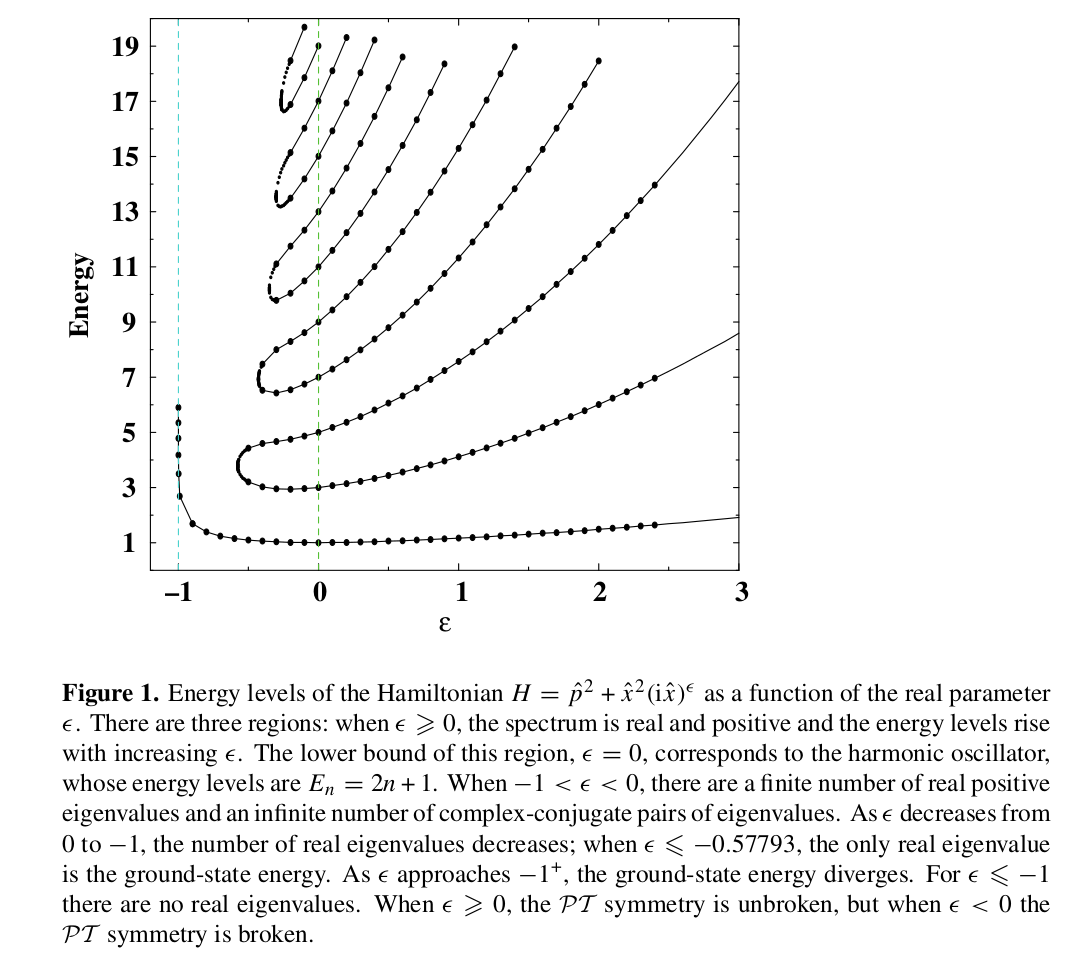 19
17
15
13
11
9
7
5
3
1
Energy
−1 0 1 2 3
ε
Figure 1. Energy levels of the Hamiltonian H = p̂² + x̂²(ix̂)^ϵ as a function of the real parameter
ϵ. There are three regions: when ϵ ⩾ 0, the spectrum is real and positive and the energy levels rise
with increasing ϵ. The lower bound of this region, ϵ = 0, corresponds to the harmonic oscillator,
whose energy levels are Eₙ = 2n + 1. When −1 < ϵ < 0, there are a finite number of real positive
eigenvalues and an infinite number of complex-conjugate pairs of eigenvalues. As ϵ decreases from
0 to −1, the number of real eigenvalues decreases; when ϵ ⩽ −0.57793, the only real eigenvalue
is the ground-state energy. As ϵ approaches −1⁺, the ground-state energy diverges. For ϵ ⩽ −1
there are no real eigenvalues. When ϵ ⩾ 0, the 𝒫𝒯 symmetry is unbroken, but when ϵ < 0 the
𝒫𝒯 symmetry is broken.